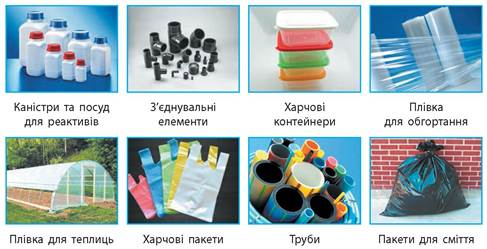 Каністри та посуд
для реактивів
З’єднувальні
елементи
Харчові
контейнери
Плівка
для обгортання
Плівка для теплиць
Харчові пакети
Труби
Пакети для сміття